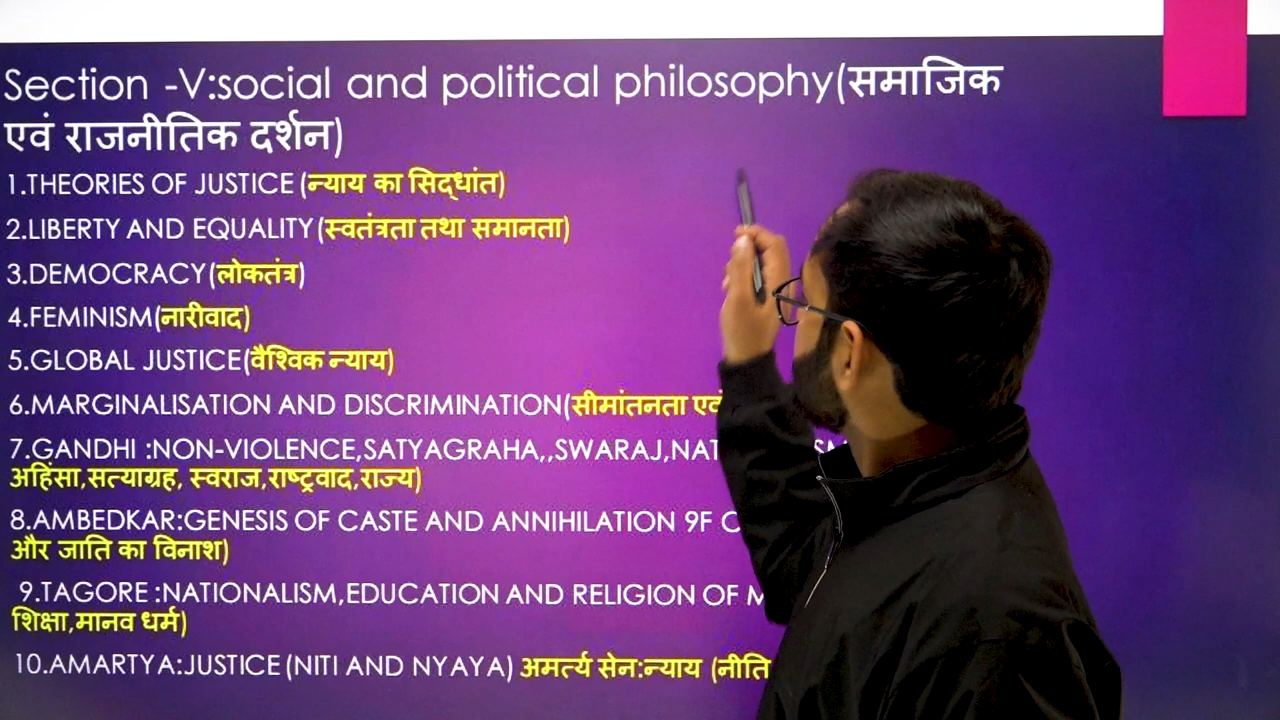 Section -V:social and political philosophy(समाजिक
एवं राजनीतिक दर्शन)
1.THEORIES OF JUSTICE (न्याय का सिद्धांत)
2.LIBERTY AND EQUALITY (स्वतंत्रता तथा समानता)
3.DEMOCRACY(लोकतंत्र)
4.FEMINISM(नारीवाद)
5.GLOBAL JUSTICE(वैश्विक न्याय)
6.MARGINALISATION AND DISCRIMINATION(सीमांतनता एवं
7.GANDHI :NON-VIOLENCE,SATYAGRAHA,,SWARAJ,
अहिंसा,सत्याग्रह, स्वराज,राष्ट्रवाद,राज्य)
8.AMBEDKAR:GENESIS OF CASTE AND ANNIHILATION 9F
और जाति का विनाश)
9.TAGORE :NATIONALISM,EDUCATION AND RELIGION OF
शिक्षा,मानव धर्म)
10.AMARTYA:JUSTICE (NITI AND NYAYA) अमर्त्य सेन:न्याय (नीति